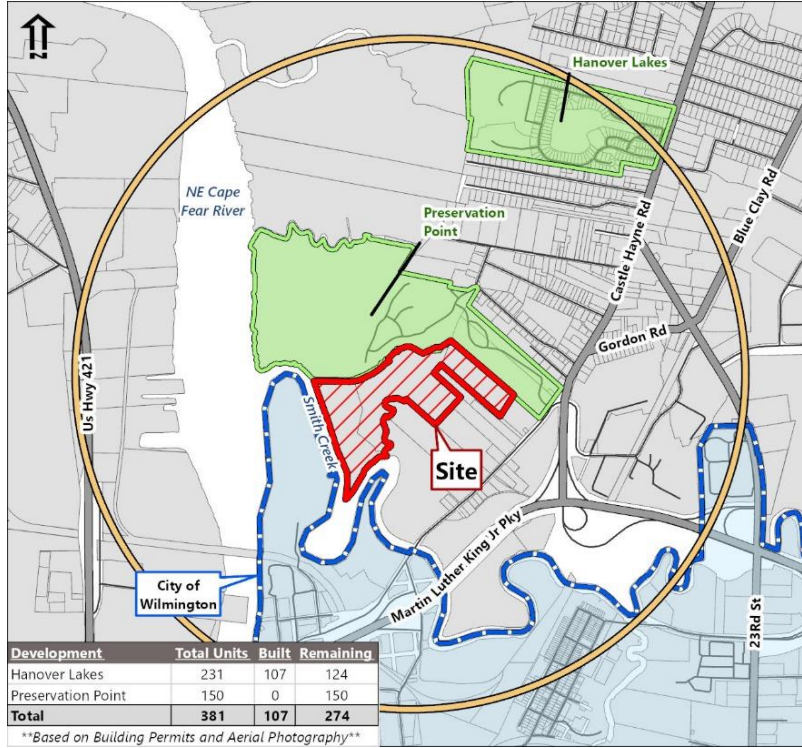 N
Hanover Lakes
NE Cape
Fear River
Preservation
Point
Castle Hayne Rd
Blue Clay Rd
Gordon Rd
Us Hwy 421
Smith Creek
Site
Martin Luther King Jr Pky
City of
Wilmington
23Rd St
Development Total Units Built Remaining
Hanover Lakes 231 107 124
Preservation Point 150 0 150
Total 381 107 274
**Based on Building Permits and Aerial Photography**